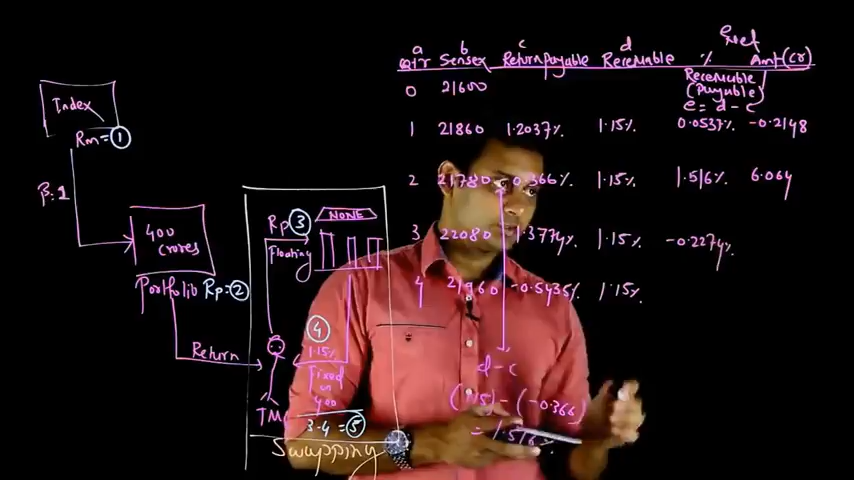 a b c d % eref Amt(cr)
Qtr Sensex Return payable Receivable
Receivable
(Payable)
e = d - c
0 21600
1 21860 1.2037% 1.15% 0.0537% -0.2148
2 21780 -0.366% 1.15% 1.516% 6.064
3 22080 1.3774% 1.15% -0.2274%
4 21960 -0.5435% 1.15%
d-c
(1.15) - (-0.366)
= 1.516%
Index
Rm = 1
β:1
400
crores
Portfolio Rp = 2
Return
Rp 3
Floating
NONE
4
1.15%
Fixed
on
400
TM
3-4 = 5
Swapping